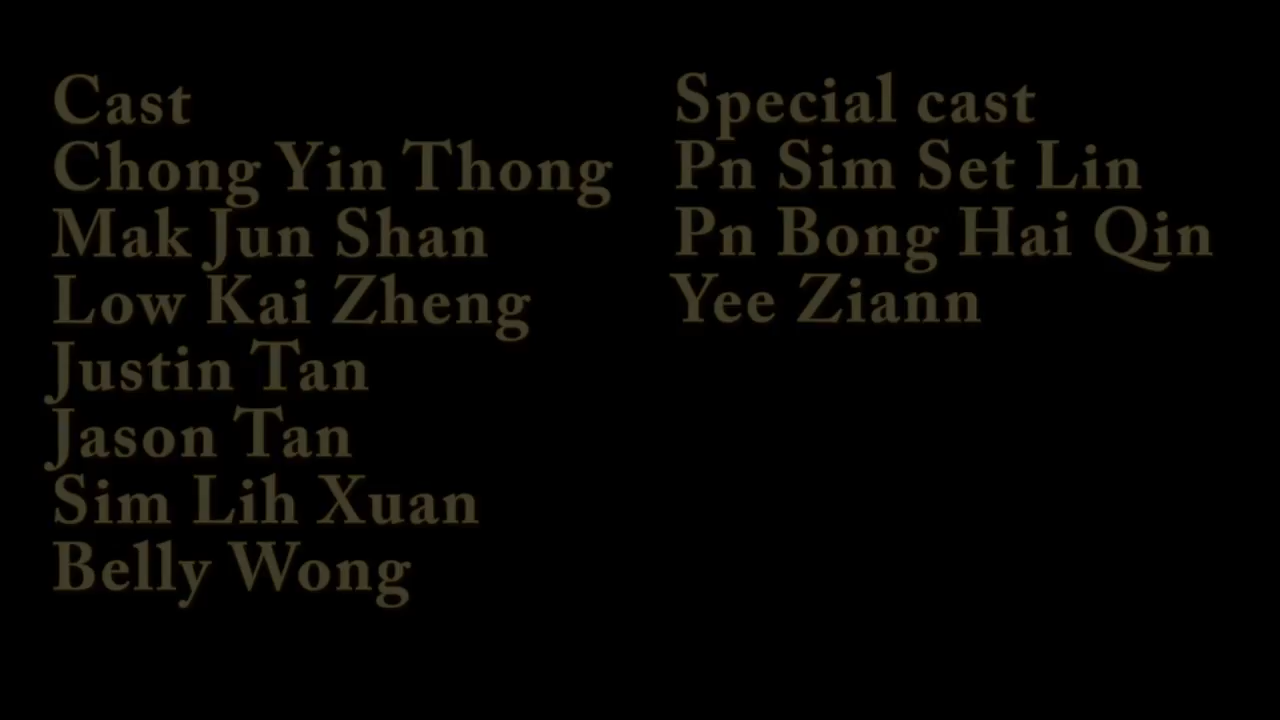 Cast
Chong Yin Thong
Mak Jun Shan
Low Kai Zheng
Justin Tan
Jason Tan
Sim Lih Xuan
Belly Wong
Special cast
Pn Sim Set Lin
Pn Bong Hai Qin
Yee Ziann